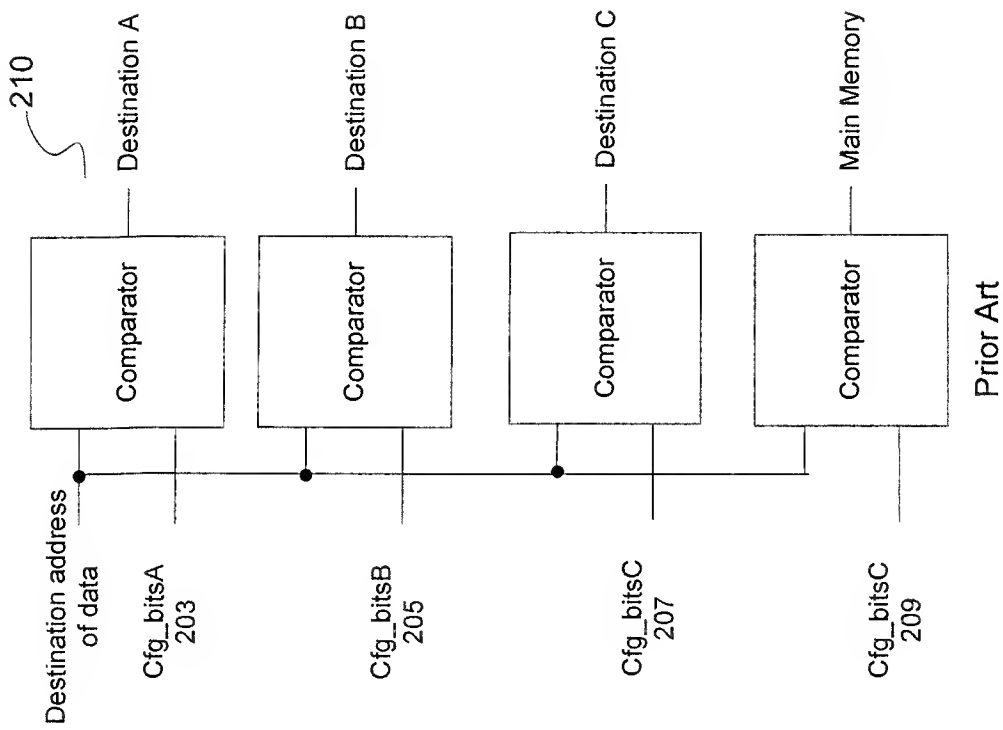 210
Destination address
of data
Comparator
Destination A
Cfg_bitsA
203
Comparator
Destination B
Cfg_bitsB
205
Comparator
Destination C
Cfg_bitsC
207
Comparator
Main Memory
Cfg_bitsC
209
Prior Art